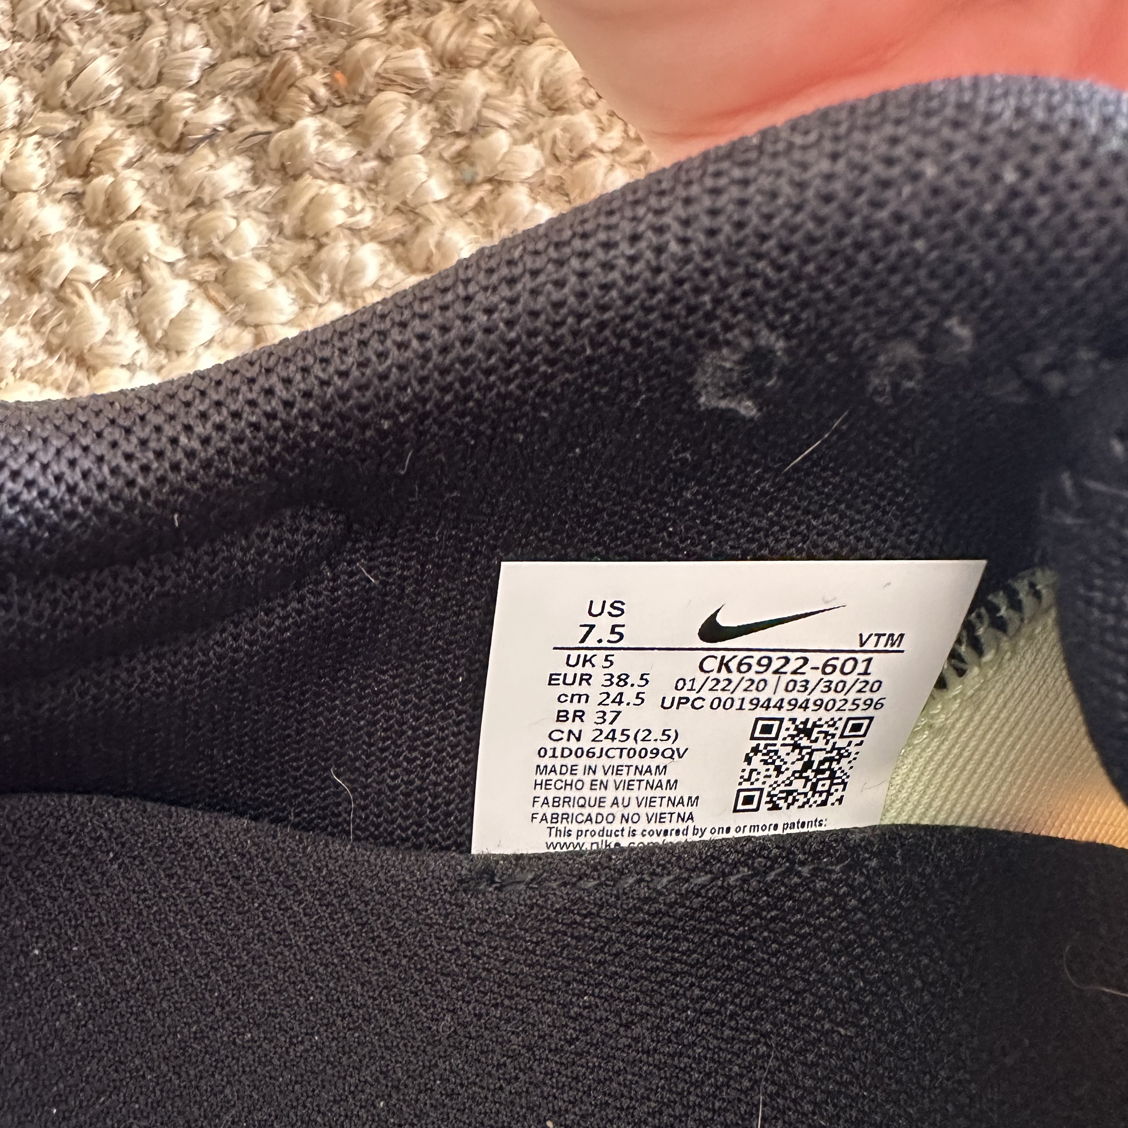 US
7.5
VTM
UK 5
CK6922-601
EUR 38.5
01/22/20 | 03/30/20
cm 24.5
UPC 00194494902596
BR 37
CN 245(2.5)
01D06JCT009QV
MADE IN VIETNAM
HECHO EN VIETNAM
FABRIQUE AU VIETNAM
FABRICADO NO VIETNA
This product is covered by one or more patents: